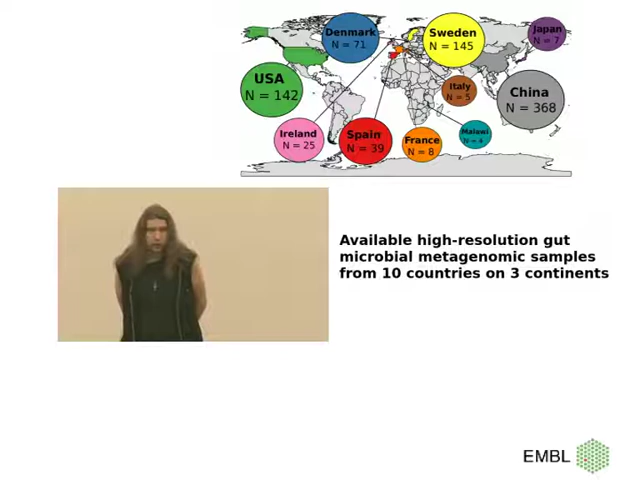 Denmark
N = 71
Sweden
N = 145
Japan
N = 7
USA
N = 142
Italy
N = 5
China
N = 368
Ireland
N = 25
Spain
N = 39
France
N = 8
Malawi
N = 4
Available high-resolution gut
microbial metagenomic samples
from 10 countries on 3 continents
EMBL